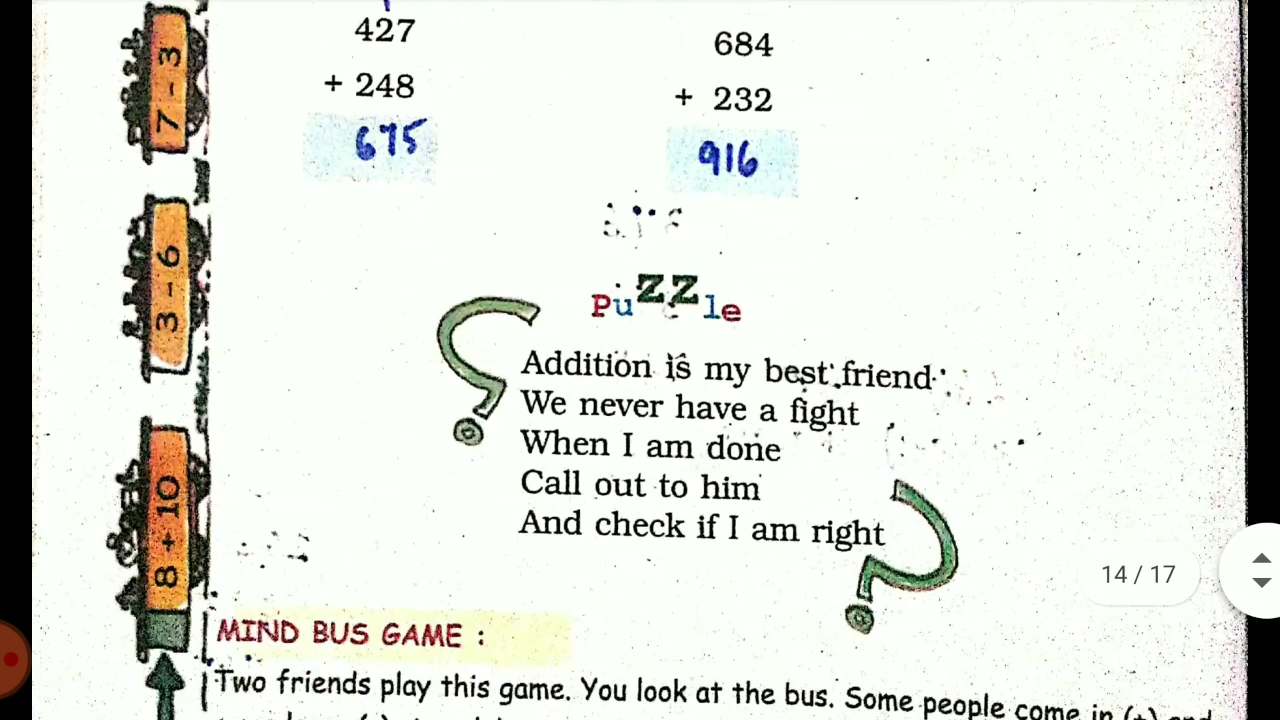 7 - 3
3 - 6
8 + 10
427
+ 248
675
684
+ 232
916
PuZZle
Addition is my best friend
We never have a fight
When I am done
Call out to him
And check if I am right
14 / 17
MIND BUS GAME :
Two friends play this game. You look at the bus. Some people come in (+) and